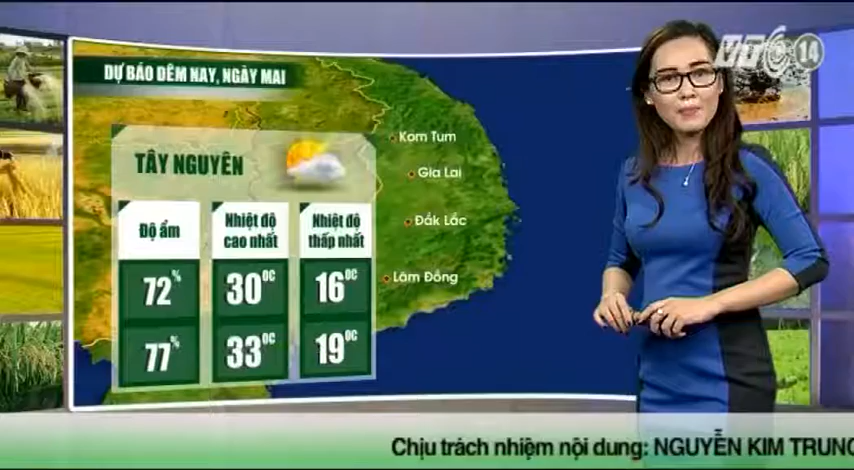 VTC 14
DỰ BÁO ĐÊM NAY, NGÀY MAI
TÂY NGUYÊN
Độ ẩm
Nhiệt độ cao nhất
Nhiệt độ thấp nhất
72%
30°C
16°C
77%
33°C
19°C
Kom Tum
Gia Lai
Đắk Lắc
Lâm Đồng
Chịu trách nhiệm nội dung: NGUYỄN KIM TRUNG